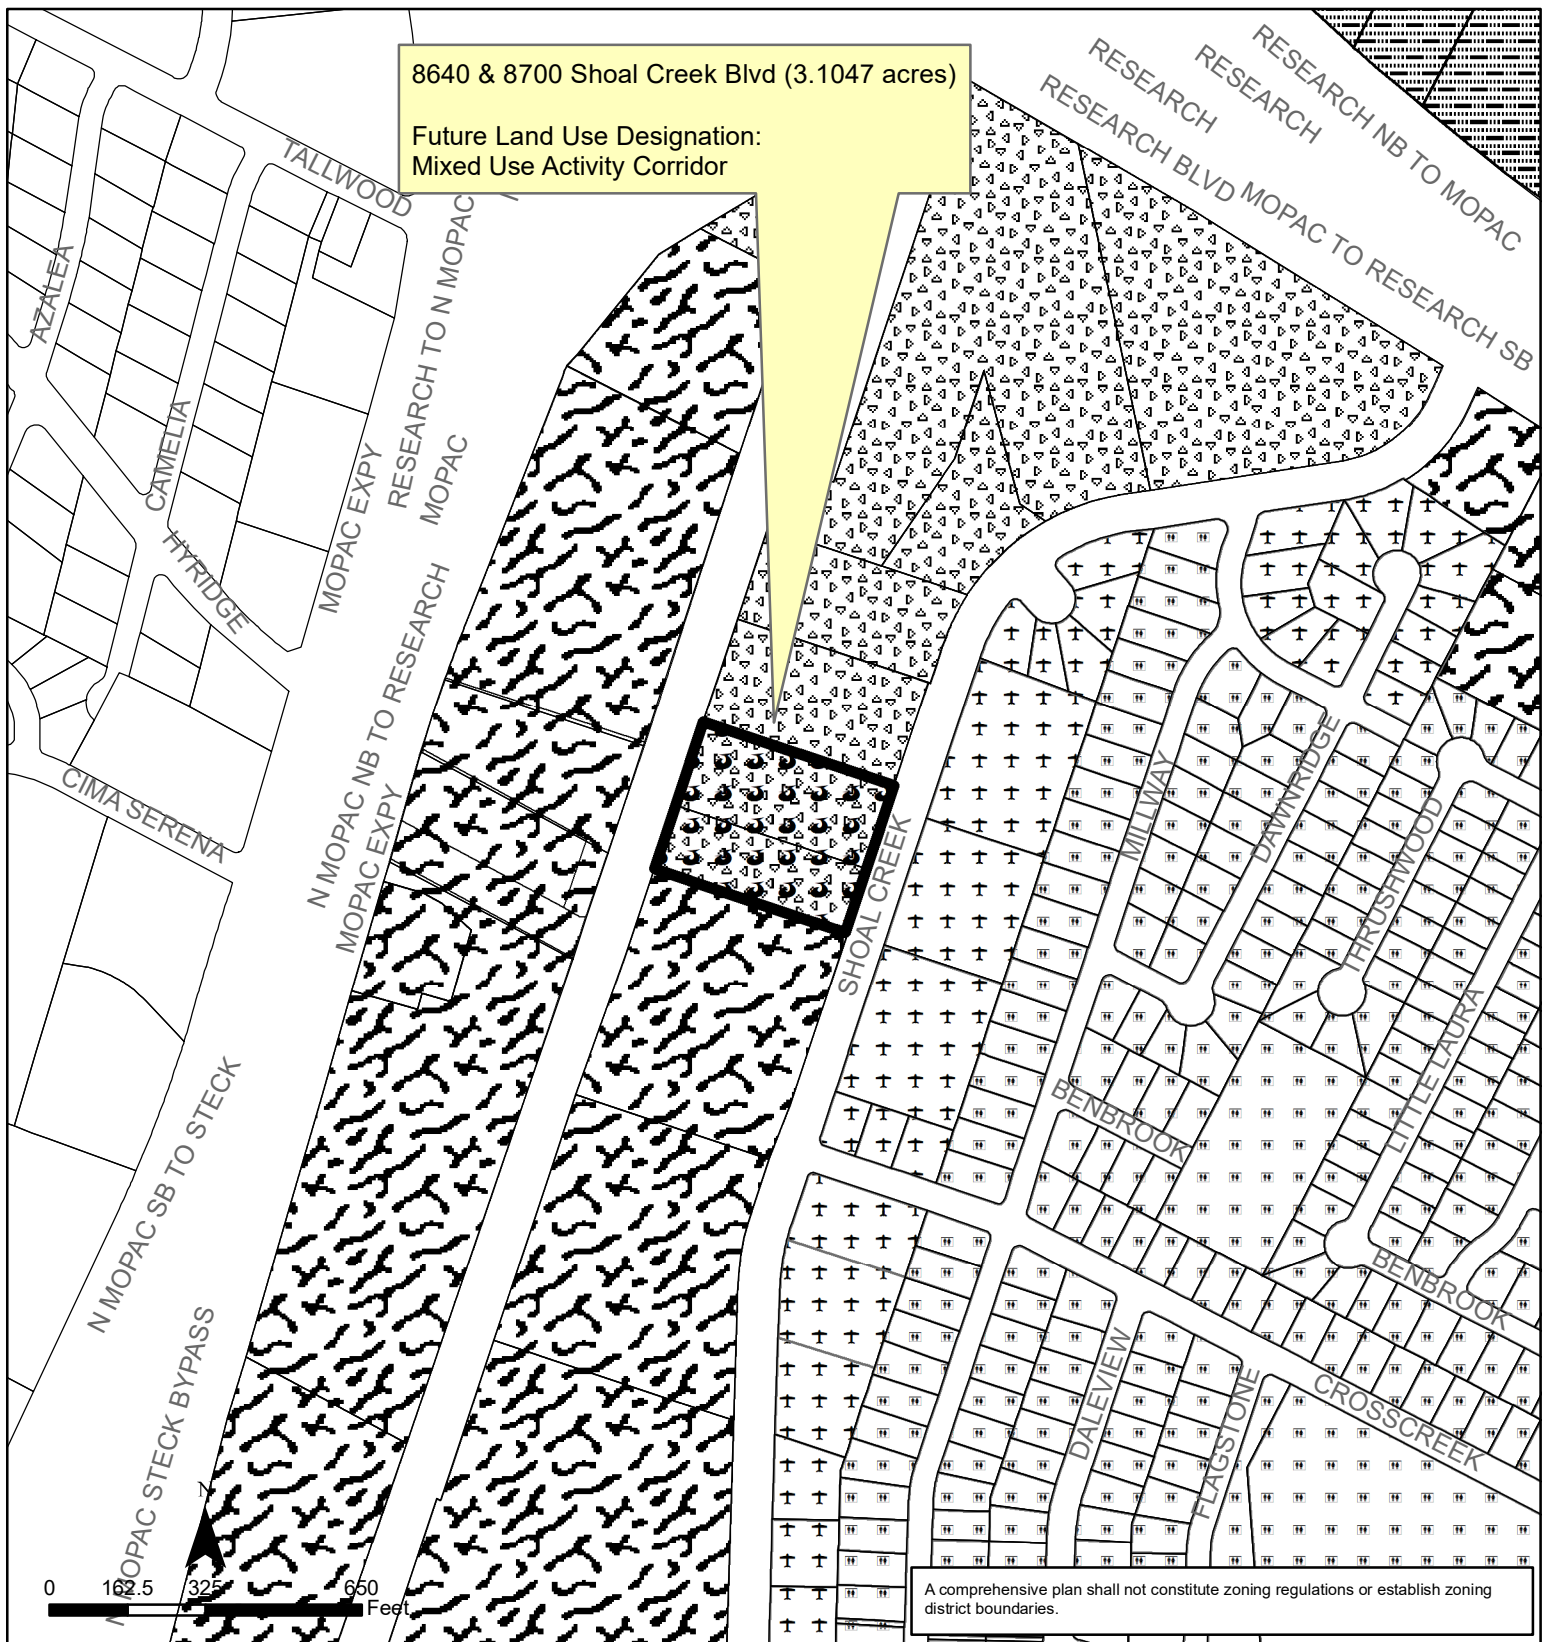 8640 & 8700 Shoal Creek Blvd (3.1047 acres)
Future Land Use Designation:
Mixed Use Activity Corridor
RESEARCH
RESEARCH
RESEARCH NB TO MOPAC
RESEARCH BLVD
MOPAC TO RESEARCH SB
TALLWOOD
AZALEA
CAMELIA
HYRIDGE
MOPAC EXPY
RESEARCH TO N MOPAC
MOPAC
N MOPAC NB TO RESEARCH
MOPAC EXPY
CIMA SERENA
SHOAL CREEK
MILLWAY
DAWNRIDGE
THRUSHWOOD
LITTLE LAURA
BENBROOK
BENBROOK
N MOPAC SB TO STECK
N MOPAC STECK BYPASS
DALEVIEW
FLAGSTONE
CROSSCREEK
N
0 162.5 325 650
Feet
A comprehensive plan shall not constitute zoning regulations or establish zoning
district boundaries.